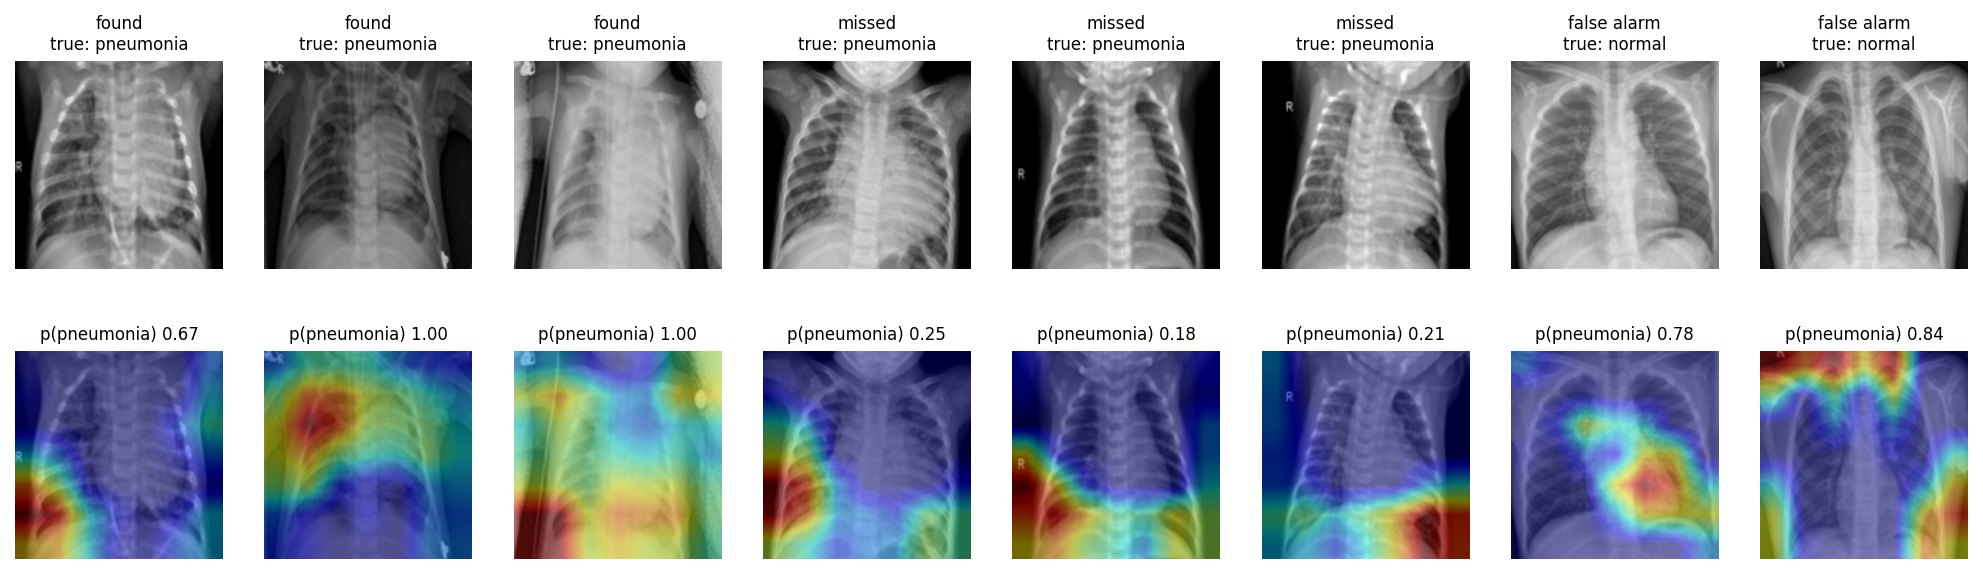 found
true: pneumonia
found
true: pneumonia
found
true: pneumonia
missed
true: pneumonia
missed
true: pneumonia
missed
true: pneumonia
false alarm
true: normal
false alarm
true: normal
R
R
R
R
R
p(pneumonia) 0.67
p(pneumonia) 1.00
p(pneumonia) 1.00
p(pneumonia) 0.25
p(pneumonia) 0.18
p(pneumonia) 0.21
p(pneumonia) 0.78
p(pneumonia) 0.84
R
R
R
R
R